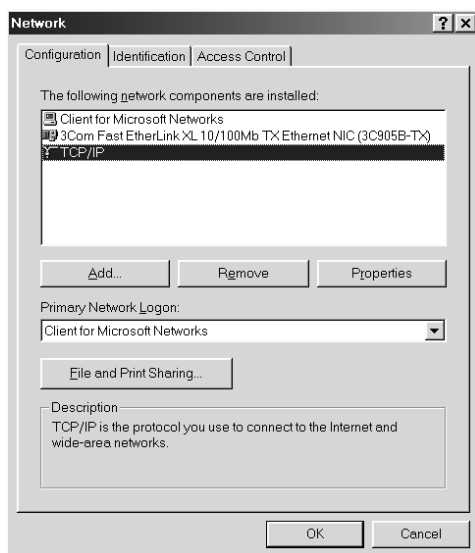 Network
? ×
Configuration Identification Access Control
The following network components are installed:
Client for Microsoft Networks
3Com Fast EtherLink XL 10/100Mb TX Ethernet NIC (3C905B-TX)
TCP/IP
Add... Remove Properties
Primary Network Logon:
Client for Microsoft Networks
File and Print Sharing...
Description
TCP/IP is the protocol you use to connect to the Internet and
wide-area networks.
OK Cancel